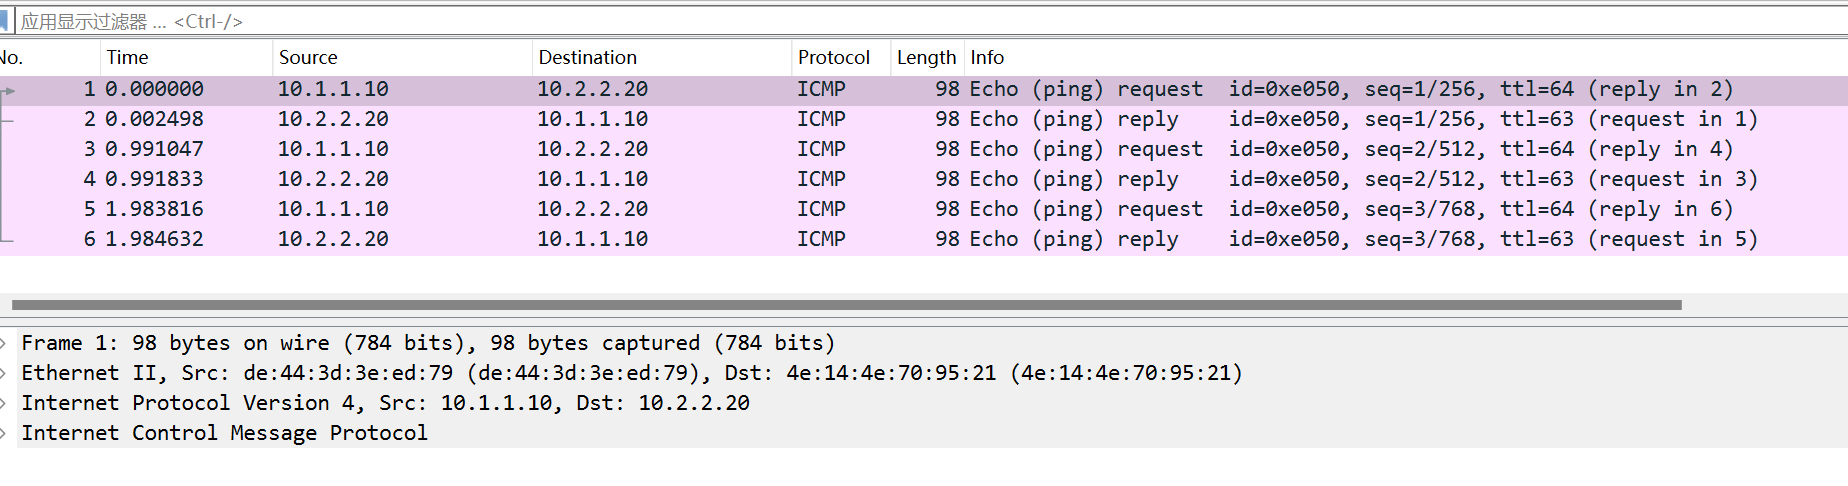 应用显示过滤器 … <Ctrl-/>
No. Time Source Destination Protocol Length Info
1 0.000000 10.1.1.10 10.2.2.20 ICMP 98 Echo (ping) request id=0xe050, seq=1/256, ttl=64 (reply in 2)
2 0.002498 10.2.2.20 10.1.1.10 ICMP 98 Echo (ping) reply id=0xe050, seq=1/256, ttl=63 (request in 1)
3 0.991047 10.1.1.10 10.2.2.20 ICMP 98 Echo (ping) request id=0xe050, seq=2/512, ttl=64 (reply in 4)
4 0.991833 10.2.2.20 10.1.1.10 ICMP 98 Echo (ping) reply id=0xe050, seq=2/512, ttl=63 (request in 3)
5 1.983816 10.1.1.10 10.2.2.20 ICMP 98 Echo (ping) request id=0xe050, seq=3/768, ttl=64 (reply in 6)
6 1.984632 10.2.2.20 10.1.1.10 ICMP 98 Echo (ping) reply id=0xe050, seq=3/768, ttl=63 (request in 5)
Frame 1: 98 bytes on wire (784 bits), 98 bytes captured (784 bits)
Ethernet II, Src: de:44:3d:3e:ed:79 (de:44:3d:3e:ed:79), Dst: 4e:14:4e:70:95:21 (4e:14:4e:70:95:21)
Internet Protocol Version 4, Src: 10.1.1.10, Dst: 10.2.2.20
Internet Control Message Protocol